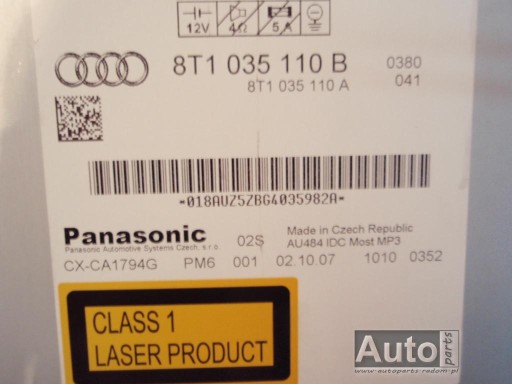 12V 4Ω 5A
8T1 035 110 B 0380
8T1 035 110 A 041
-018AUZ5ZBG4035982A-
Panasonic
Panasonic Automotive Systems Czech, s.r.o.
02S
Made in Czech Republic
AU484 IDC Most MP3
CX-CA1794G PM6 001 02.10.07 1010 0352
CLASS 1
LASER PRODUCT
Auto parts
www.autoparts-radom.pl